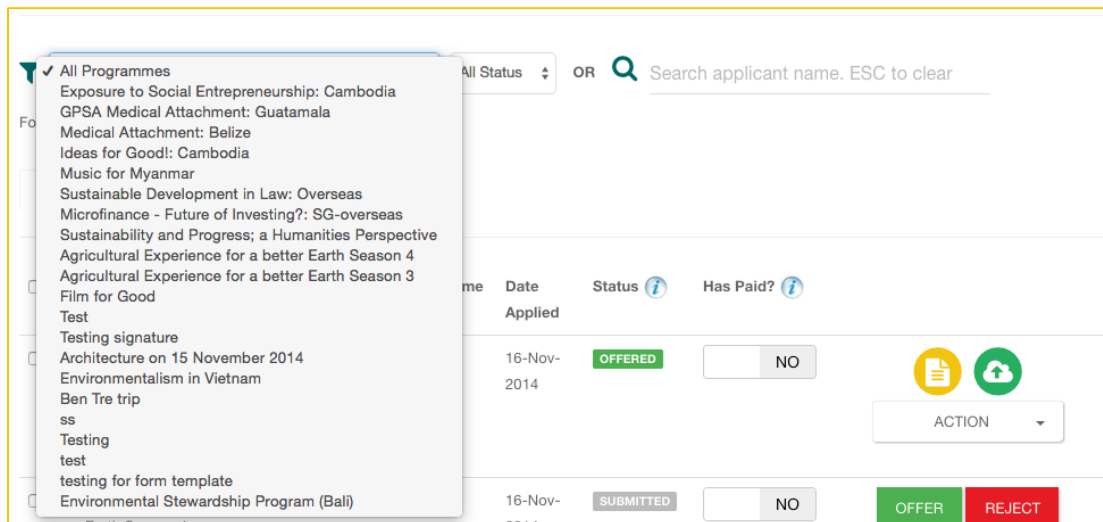 ✓ All Programmes
Exposure to Social Entrepreneurship: Cambodia
GPSA Medical Attachment: Guatamala
Medical Attachment: Belize
Ideas for Good!: Cambodia
Music for Myanmar
Sustainable Development in Law: Overseas
Microfinance - Future of Investing?: SG-overseas
Sustainability and Progress; a Humanities Perspective
Agricultural Experience for a better Earth Season 4
Agricultural Experience for a better Earth Season 3
Film for Good
Test
Testing signature
Architecture on 15 November 2014
Environmentalism in Vietnam
Ben Tre trip
ss
Testing
test
testing for form template
Environmental Stewardship Program (Bali)
All Status OR Search applicant name. ESC to clear
Fo
me Date Applied Status Has Paid?
16-Nov-
2014
OFFERED NO
ACTION
16-Nov-
SUBMITTED NO OFFER REJECT